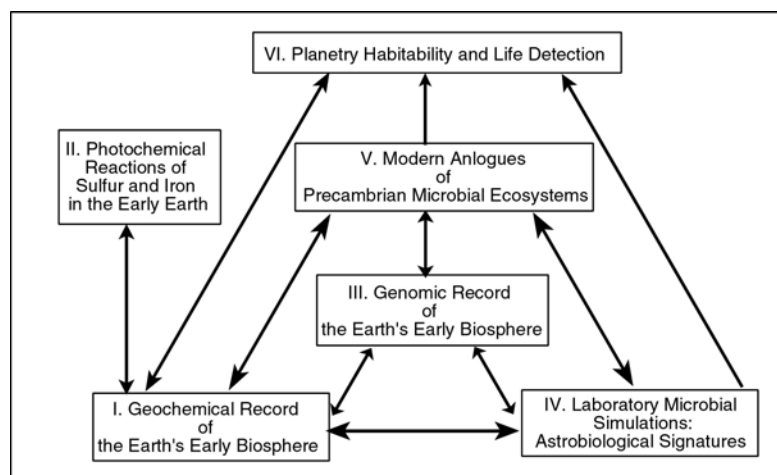 VI. Planetry Habitability and Life Detection
II. Photochemical
Reactions of
Sulfur and Iron
in the Early Earth
V. Modern Anlogues
of
Precambrian Microbial Ecosystems
III. Genomic Record
of
the Earth's Early Biosphere
I. Geochemical Record
of
the Earth's Early Biosphere
IV. Laboratory Microbial
Simulations:
Astrobiological Signatures